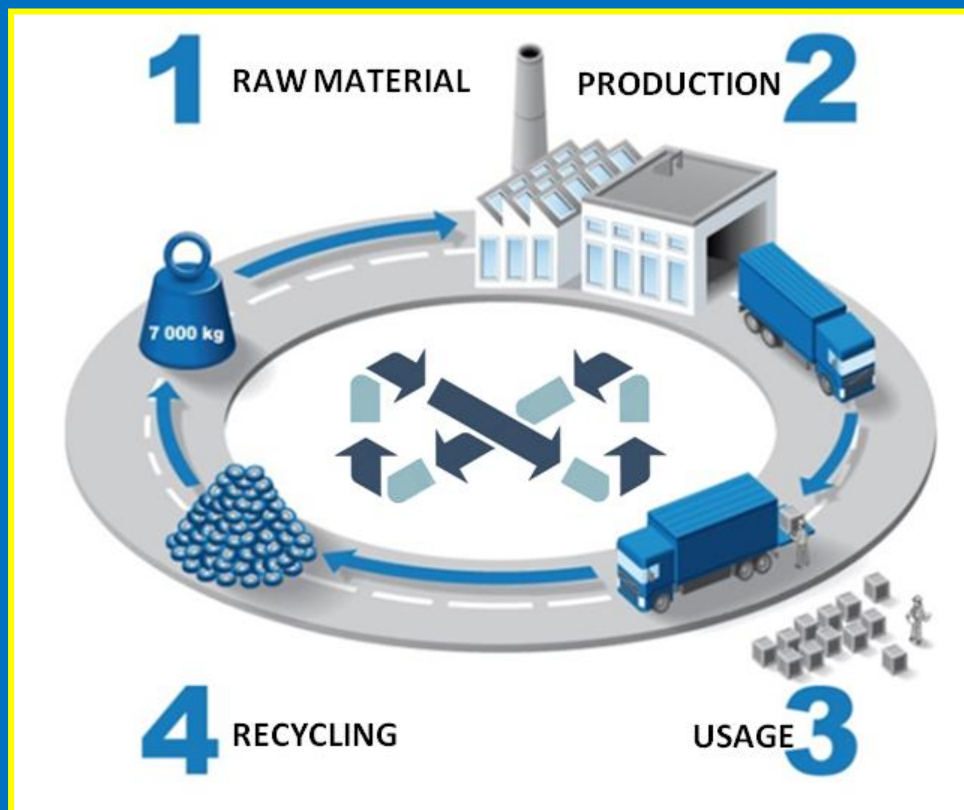 1 RAW MATERIAL
PRODUCTION 2
7 000 kg
4 RECYCLING
USAGE 3